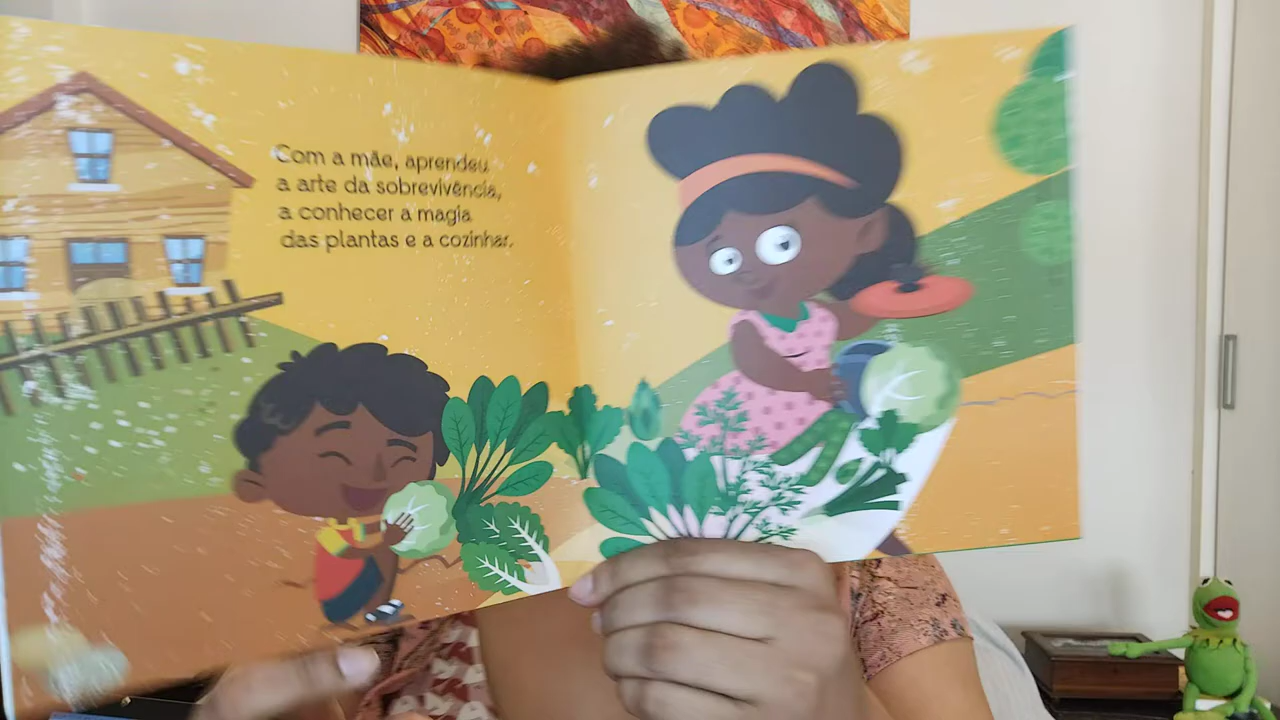 Com a mãe, aprendeu
a arte da sobrevivência,
a conhecer a magia
das plantas e a cozinhar.